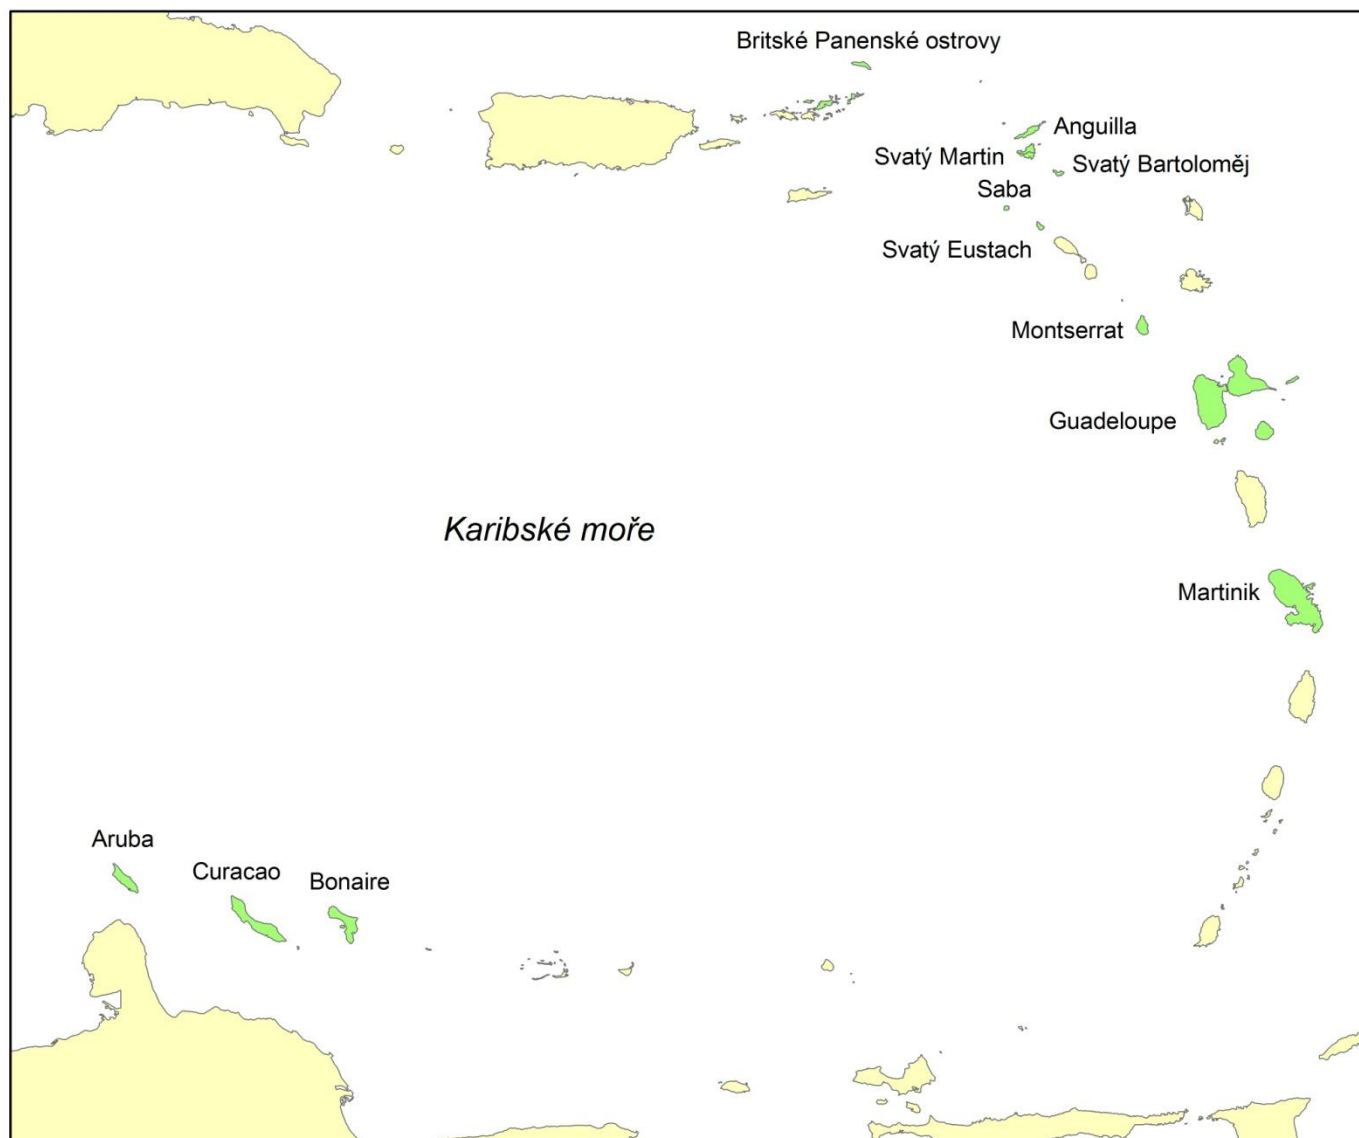 Britské Panenské ostrovy
Anguilla
Svatý Martin
Svatý Bartoloměj
Saba
Svatý Eustach
Montserrat
Guadeloupe
Karibské moře
Martinik
Aruba
Curacao
Bonaire